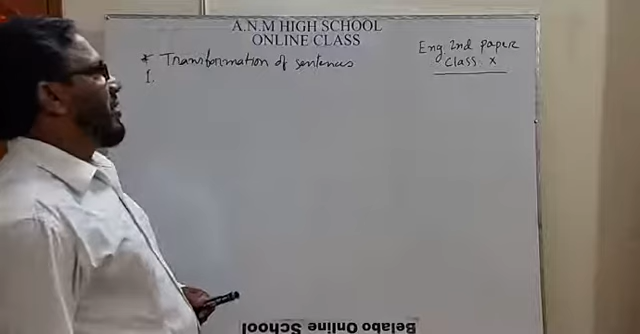 A.N.M HIGH SCHOOL
ONLINE CLASS
Eng. 2nd paper
Class X
* Transformation of sentences
1.
Belabo Online School